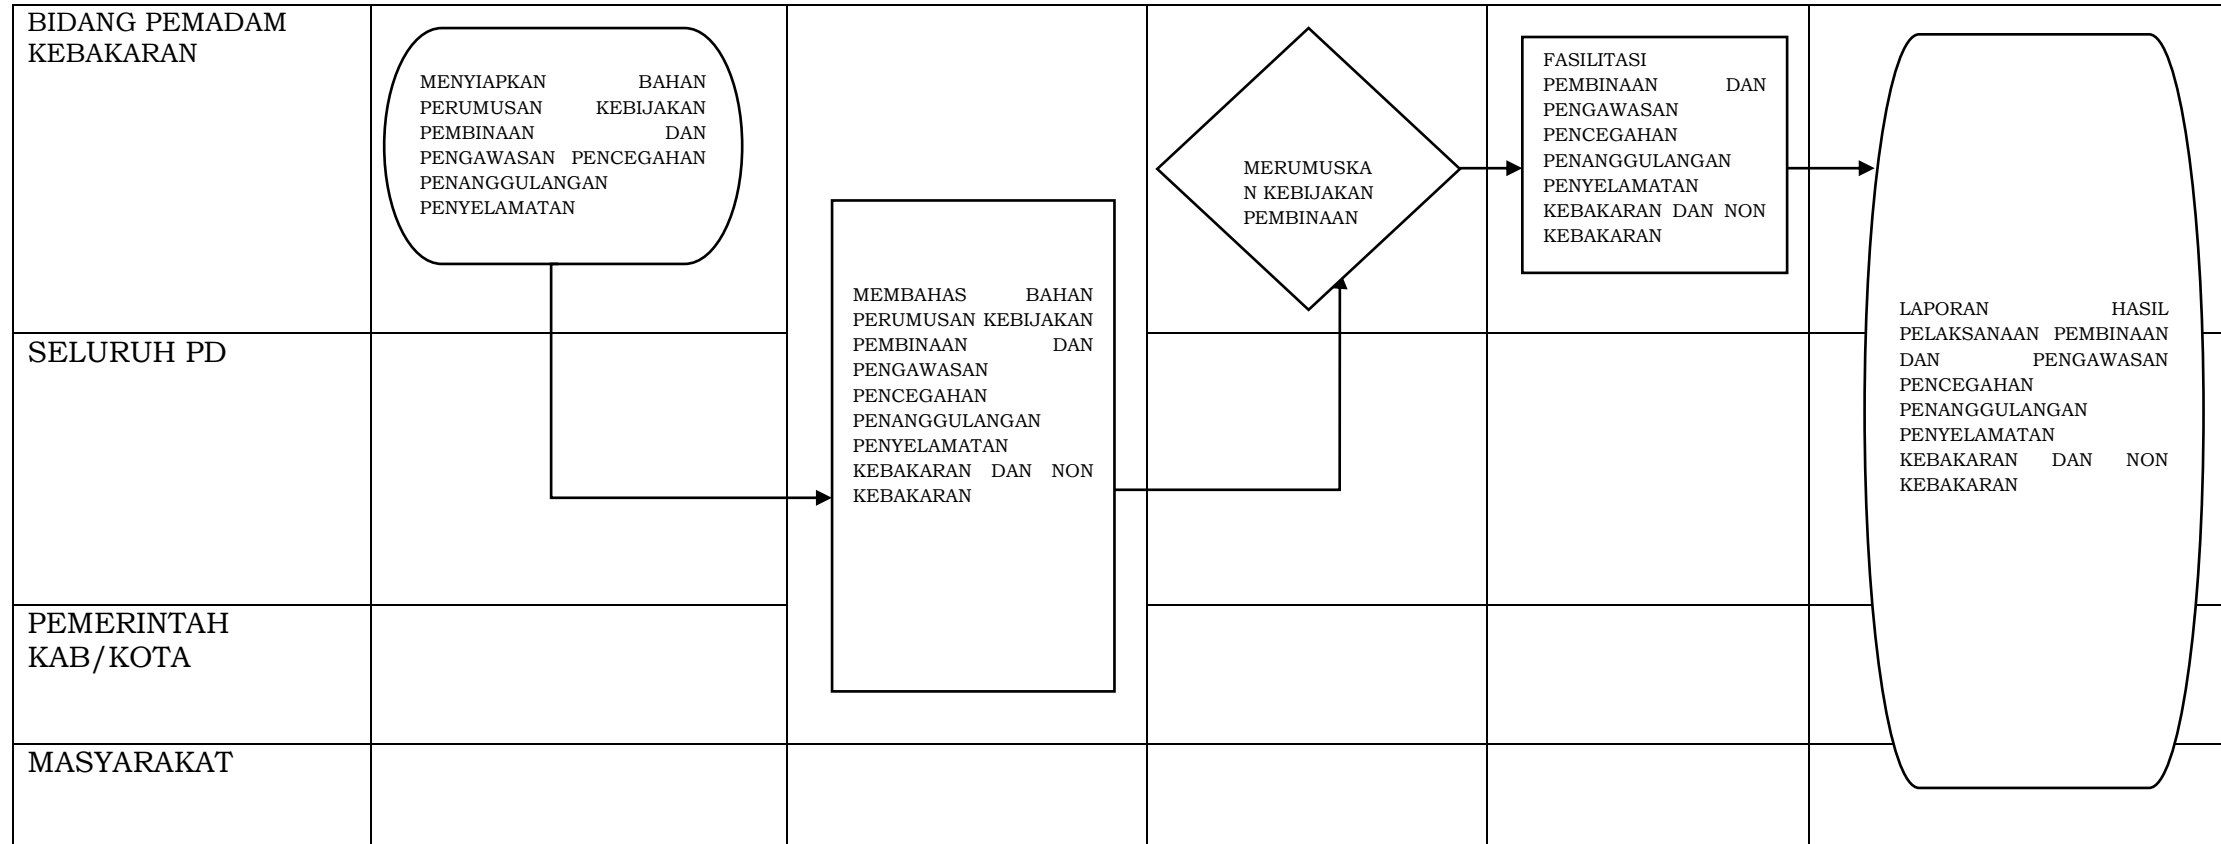 BIDANG PEMADAM
KEBAKARAN
MENYIAPKAN BAHAN
PERUMUSAN KEBIJAKAN
PEMBINAAN DAN
PENGAWASAN PENCEGAHAN
PENANGGULANGAN
PENYELAMATAN
MEMBAHAS BAHAN
PERUMUSAN KEBIJAKAN
PEMBINAAN DAN
PENGAWASAN
PENCEGAHAN
PENANGGULANGAN
PENYELAMATAN
KEBAKARAN DAN NON
KEBAKARAN
MERUMUSKA
N KEBIJAKAN
PEMBINAAN
FASILITASI
PEMBINAAN DAN
PENGAWASAN
PENCEGAHAN
PENANGGULANGAN
PENYELAMATAN
KEBAKARAN DAN NON
KEBAKARAN
LAPORAN HASIL
PELAKSANAAN PEMBINAAN
DAN PENGAWASAN
PENCEGAHAN
PENANGGULANGAN
PENYELAMATAN
KEBAKARAN DAN NON
KEBAKARAN
SELURUH PD
PEMERINTAH
KAB/KOTA
MASYARAKAT